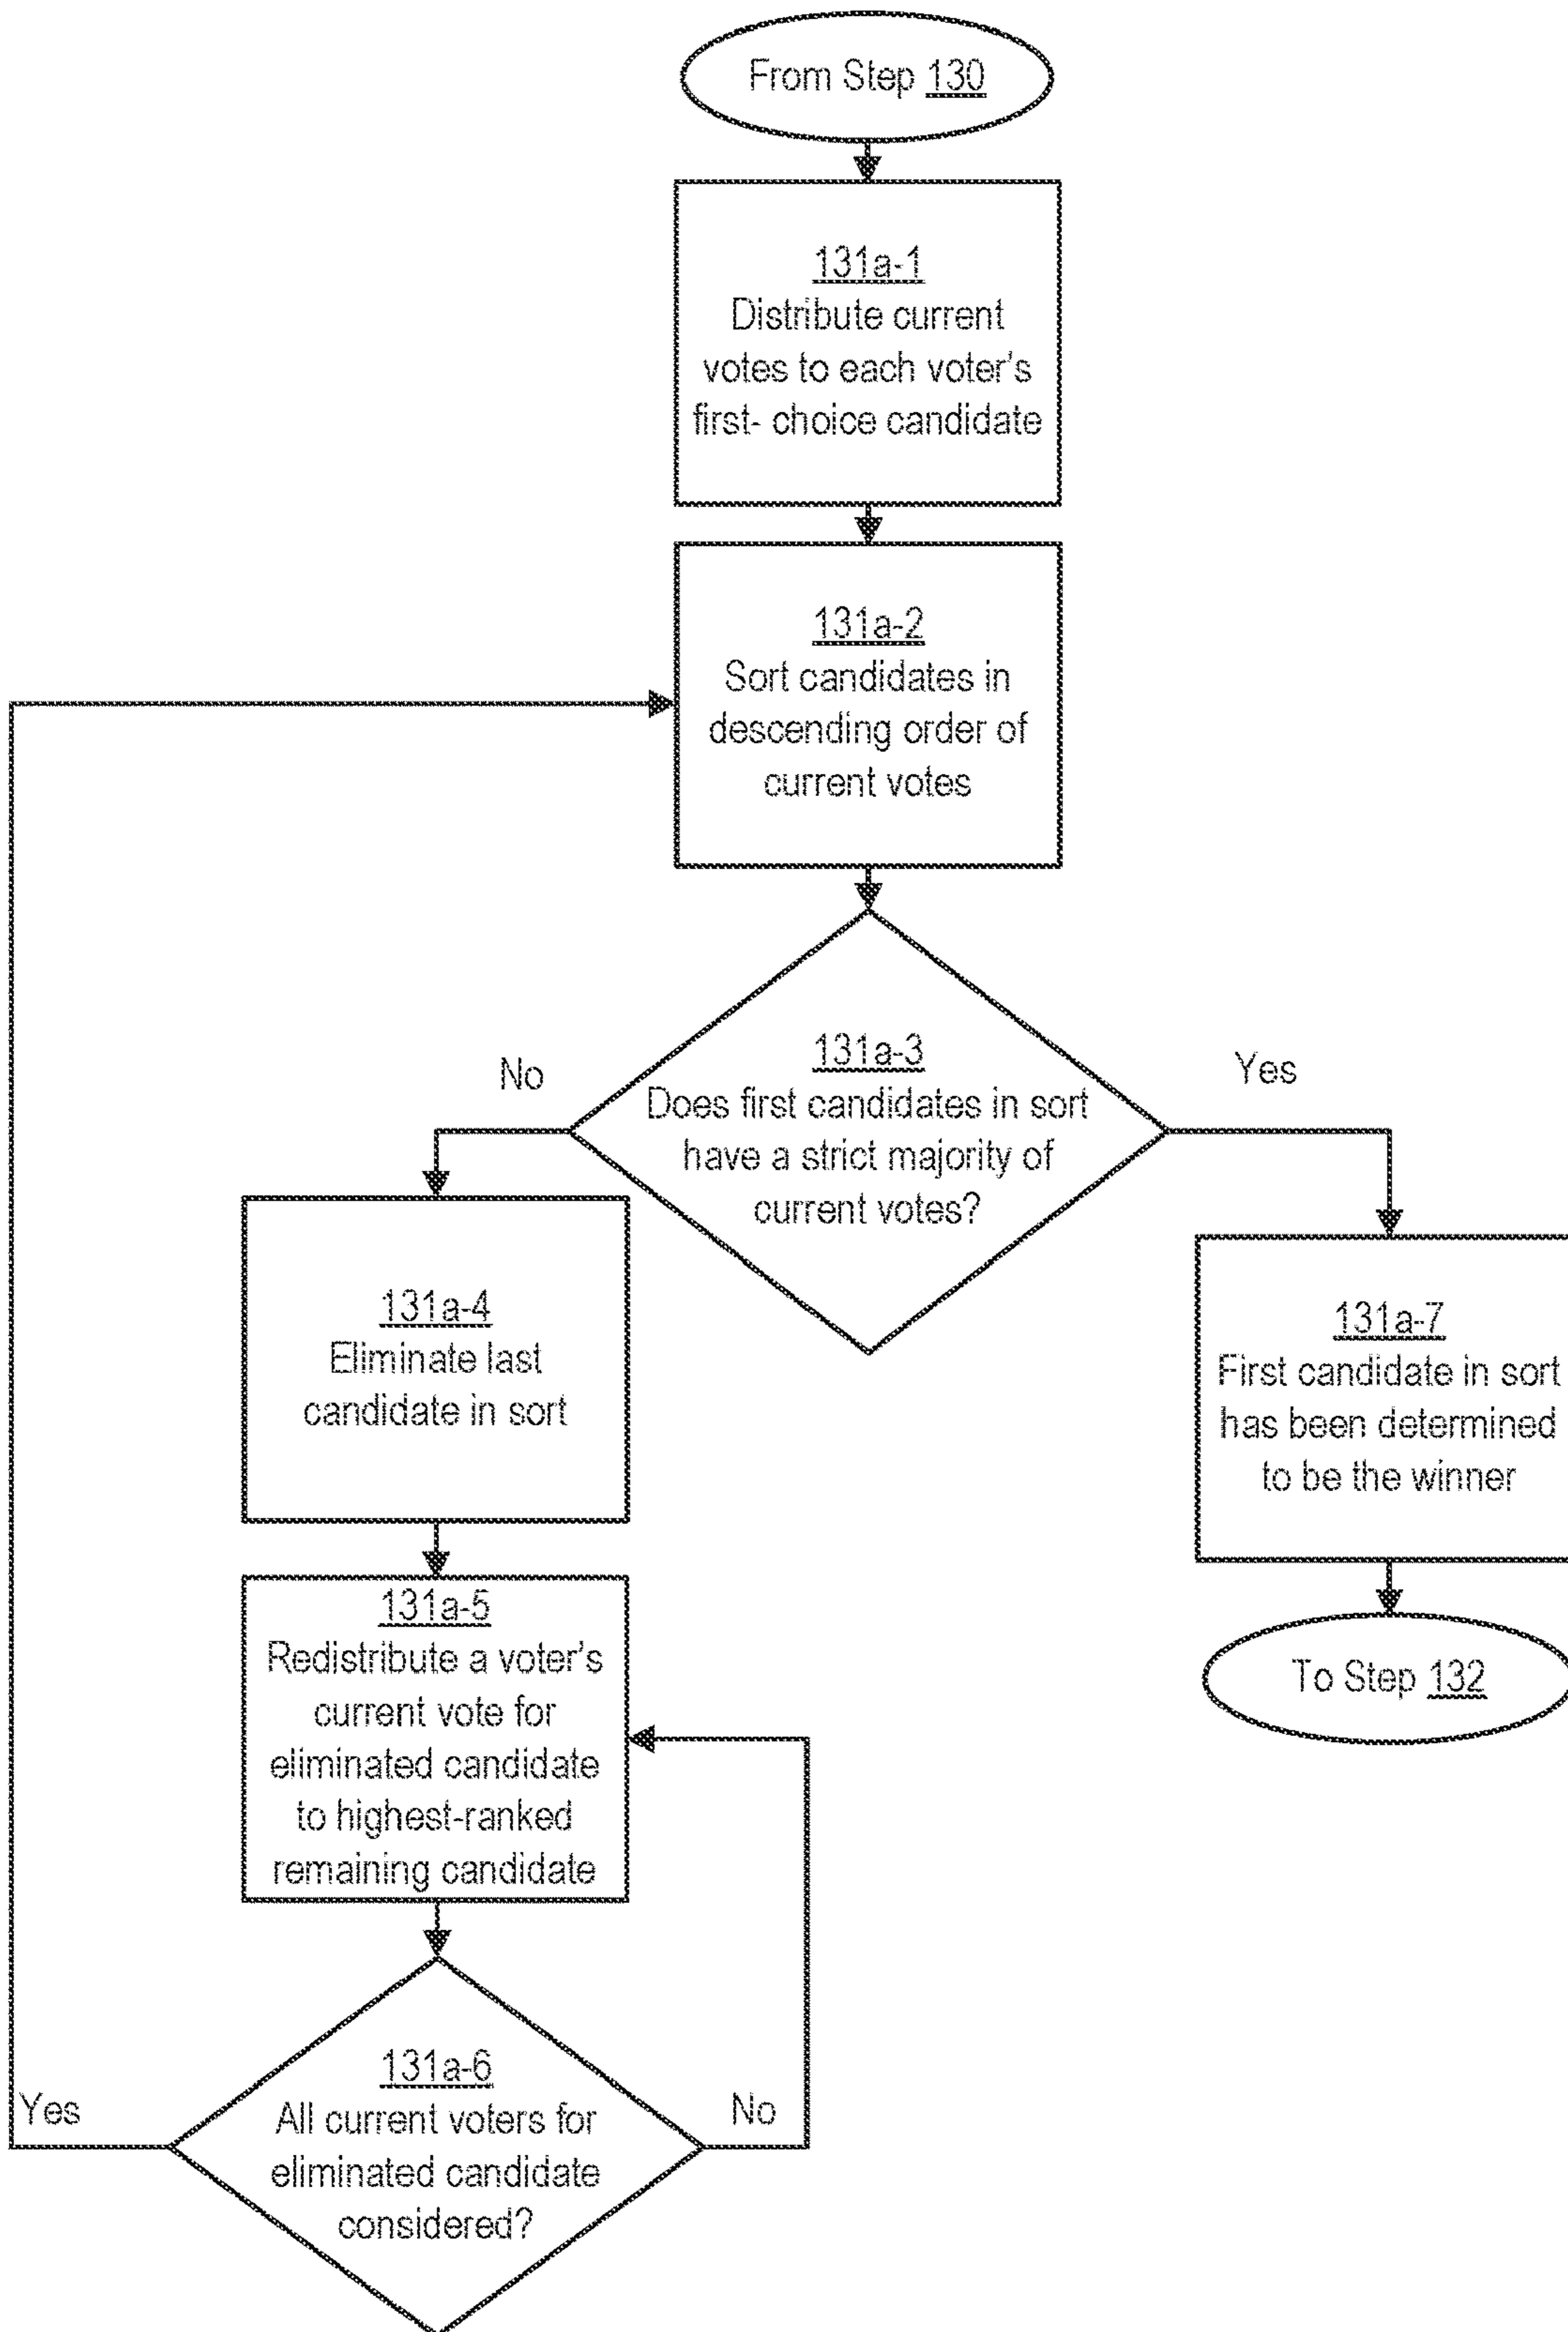 From Step 130
131a-1
Distribute current
votes to each voter's
first- choice candidate
131a-2
Sort candidates in
descending order of
current votes
131a-3
Does first candidates in sort
have a strict majority of
current votes?
No
Yes
131a-4
Eliminate last
candidate in sort
131a-7
First candidate in sort
has been determined
to be the winner
131a-5
Redistribute a voter's
current vote for
eliminated candidate
to highest-ranked
remaining candidate
To Step 132
131a-6
All current voters for
eliminated candidate
considered?
Yes
No